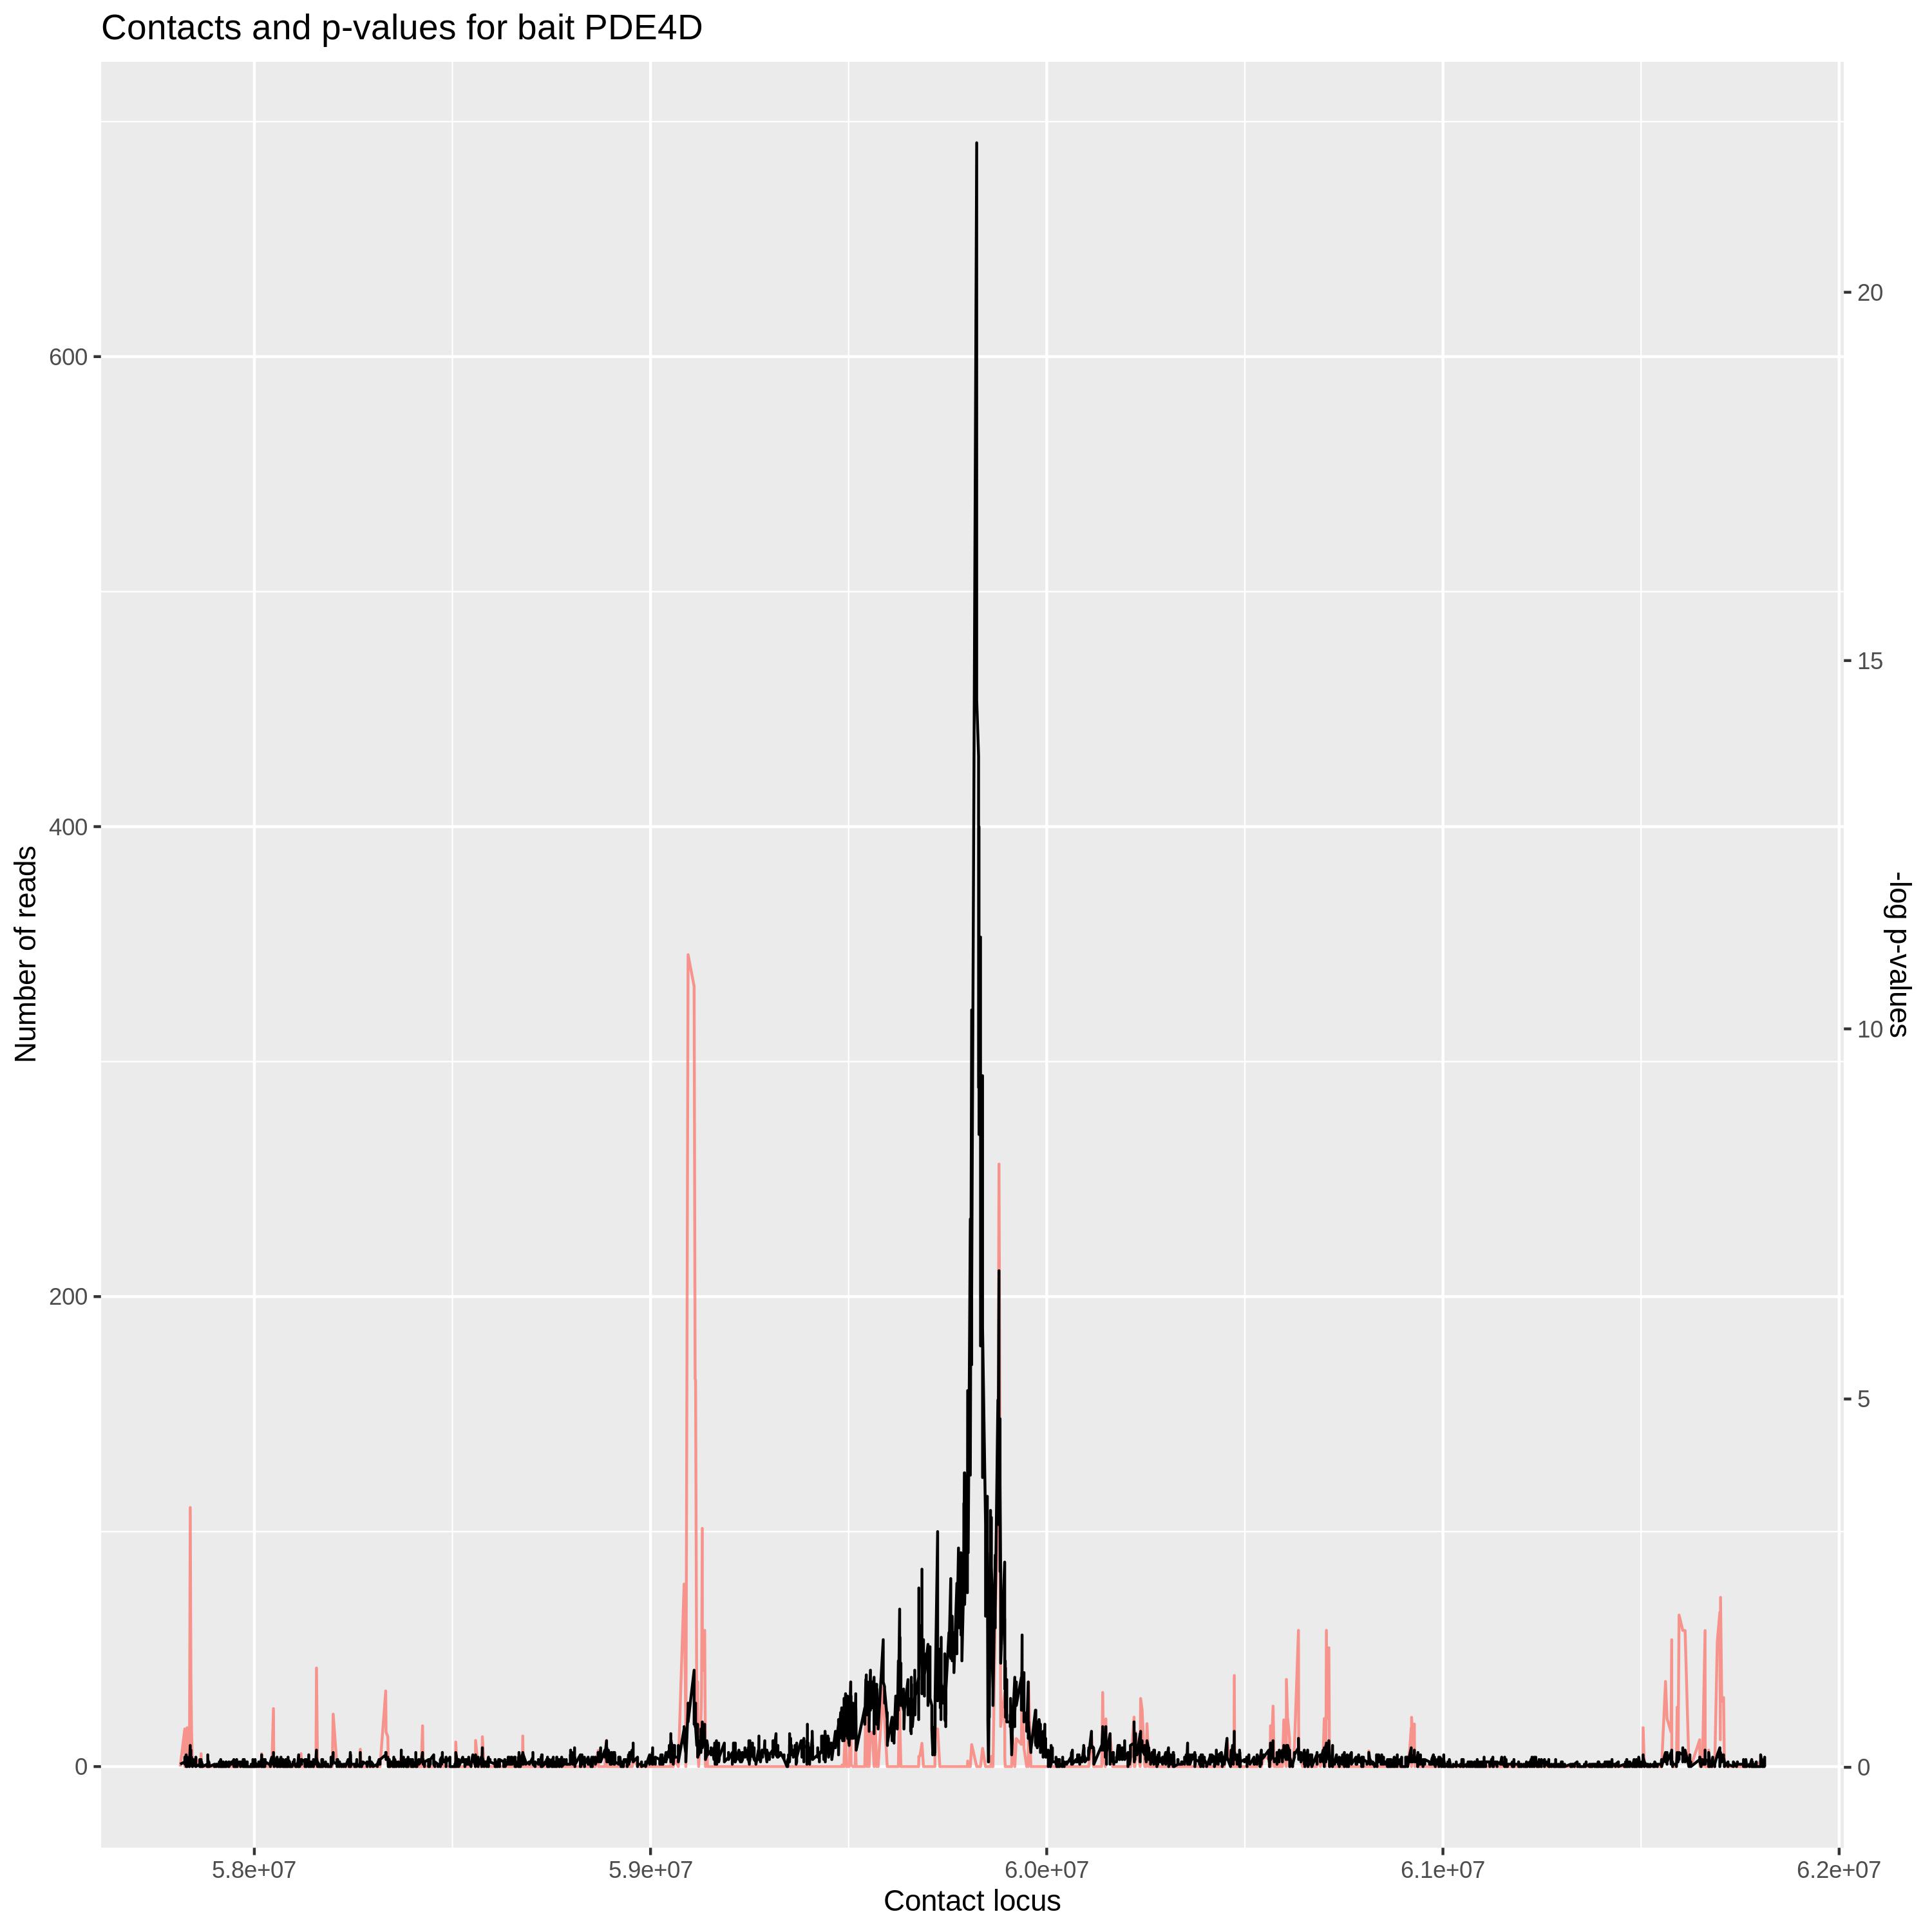 Contacts and p-values for bait PDE4D
Number of reads
600
400
200
0
20
15
10
5
0
-log p-values
5.8e+07
5.9e+07
6.0e+07
6.1e+07
6.2e+07
Contact locus